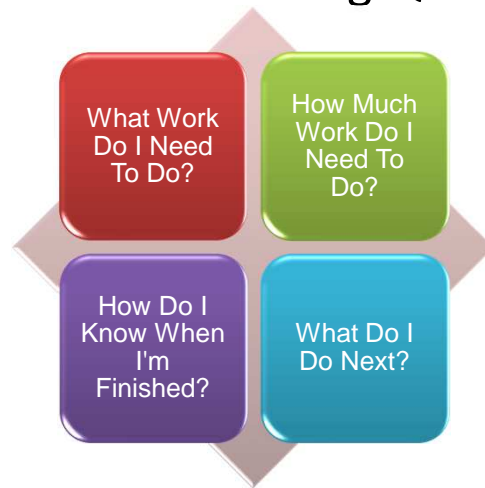 What Work
Do I Need
To Do?
How Much
Work Do I
Need To
Do?
How Do I
Know When
I'm
Finished?
What Do I
Do Next?